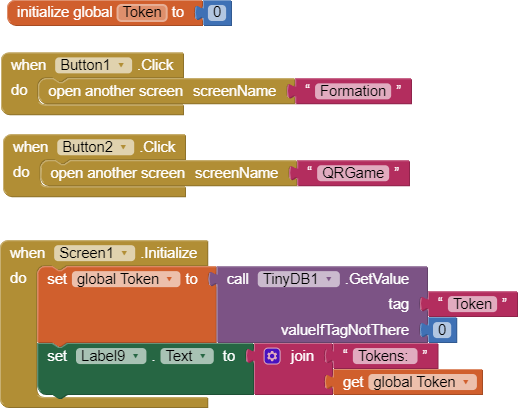 initialize global Token to 0
when Button1 .Click
do open another screen screenName " Formation "
when Button2 .Click
do open another screen screenName " QRGame "
when Screen1 .Initialize
do set global Token to call TinyDB1 .GetValue
tag " Token "
valueIfTagNotThere 0
set Label9 . Text to join " Tokens: "
get global Token